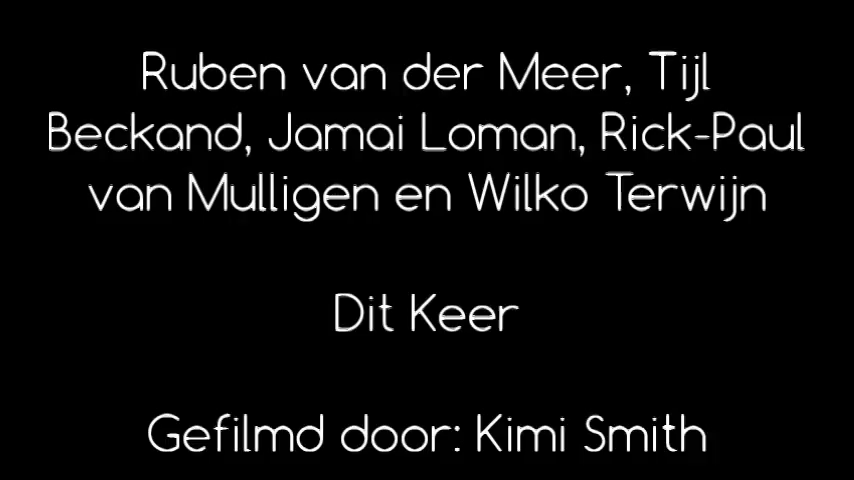 Ruben van der Meer, Tijl
Beckand, Jamai Loman, Rick-Paul
van Mulligen en Wilko Terwijn
Dit Keer
Gefilmd door: Kimi Smith